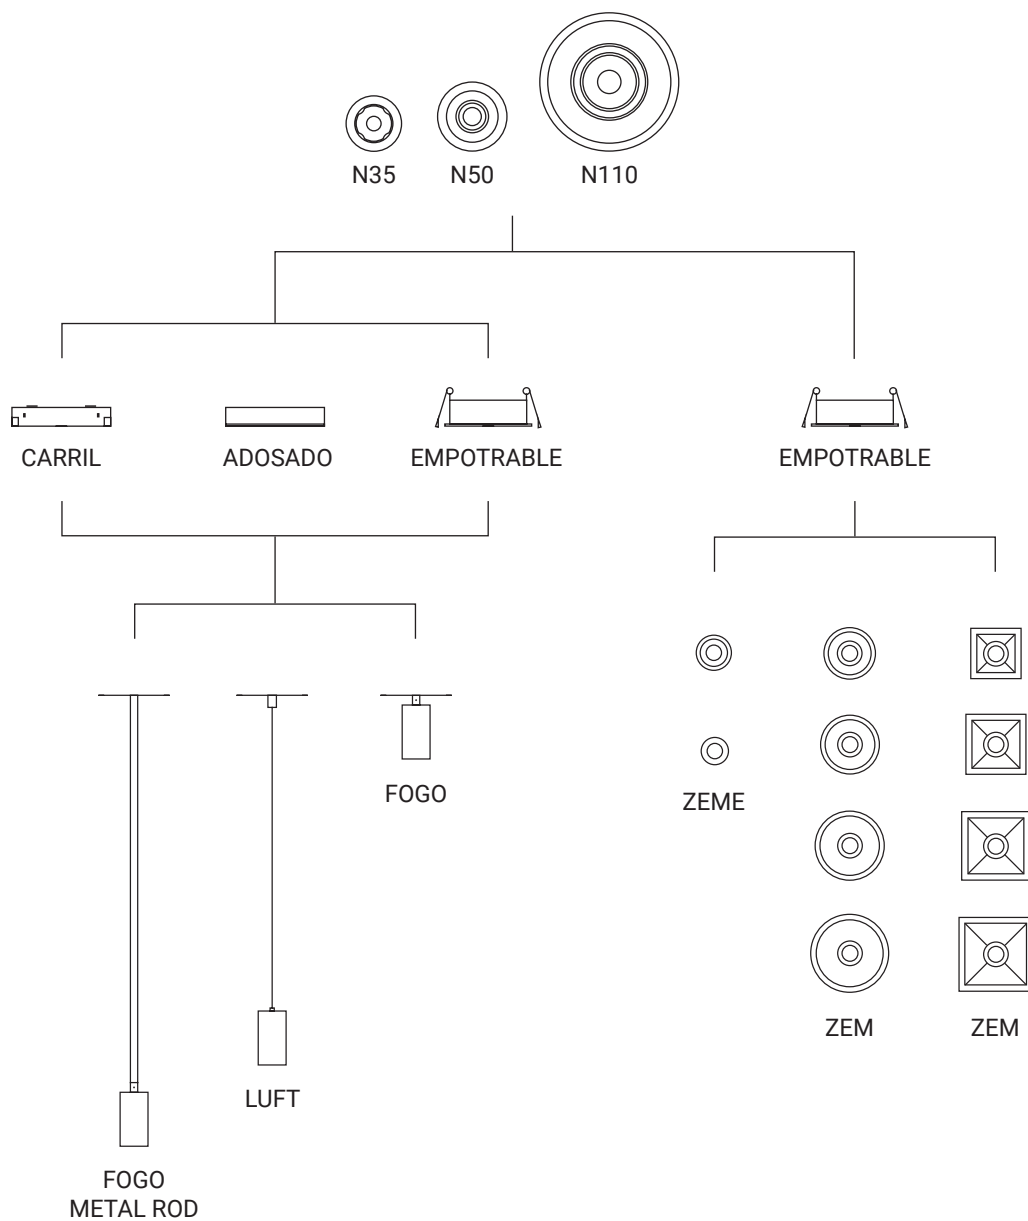 N35
N50
N110
CARRIL
ADOSADO
EMPOTRABLE
EMPOTRABLE
FOGO
ZEME
ZEM
ZEM
LUFT
FOGO
METAL ROD